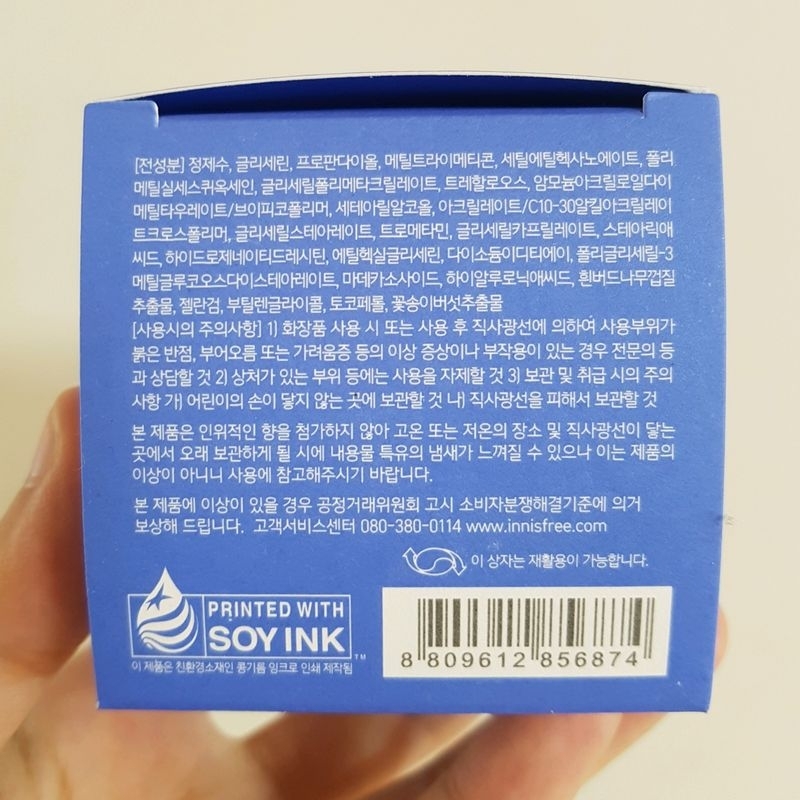 [전성분] 정제수, 글리세린, 프로판다이올, 메틸트라이메티콘, 세틸에틸헥사노에이트, 폴리
메틸실세스퀴옥세인, 글리세릴폴리메타크릴레이트, 트레할로오스, 암모늄아크릴로일다이
메틸타우레이트/브이피코폴리머, 세테아릴알코올, 아크릴레이트/C10-30알킬아크릴레이
트크로스폴리머, 글리세릴스테아레이트, 트로메타민, 글리세릴카프릴레이트, 스테아릭애
씨드, 하이드로제네이티드레시틴, 에틸헥실글리세린, 다이소듐이디티에이, 폴리글리세릴-3
메틸글루코오스다이스테아레이트, 마데카소사이드, 하이알루로닉애씨드, 흰버드나무껍질
추출물, 젤란검, 부틸렌글라이콜, 토코페롤, 꽃송이버섯추출물
[사용시의 주의사항] 1) 화장품 사용 시 또는 사용 후 직사광선에 의하여 사용부위가
붉은 반점, 부어오름 또는 가려움증 등의 이상 증상이나 부작용이 있는 경우 전문의 등
과 상담할 것 2) 상처가 있는 부위 등에는 사용을 자제할 것 3) 보관 및 취급 시의 주의
사항 가) 어린이의 손이 닿지 않는 곳에 보관할 것 나) 직사광선을 피해서 보관할 것
본 제품은 인위적인 향을 첨가하지 않아 고온 또는 저온의 장소 및 직사광선이 닿는
곳에서 오래 보관하게 될 시에 내용물 특유의 냄새가 느껴질 수 있으나 이는 제품의
이상이 아니니 사용에 참고해주시기 바랍니다.
본 제품에 이상이 있을 경우 공정거래위원회 고시 소비자분쟁해결기준에 의거
보상해 드립니다. 고객서비스센터 080-380-0114 www.innisfree.com
이 상자는 재활용이 가능합니다.
PRINTED WITH
SOY INK TM
이 제품은 친환경소재인 콩기름 잉크로 인쇄 제작됨
8 809612 856874